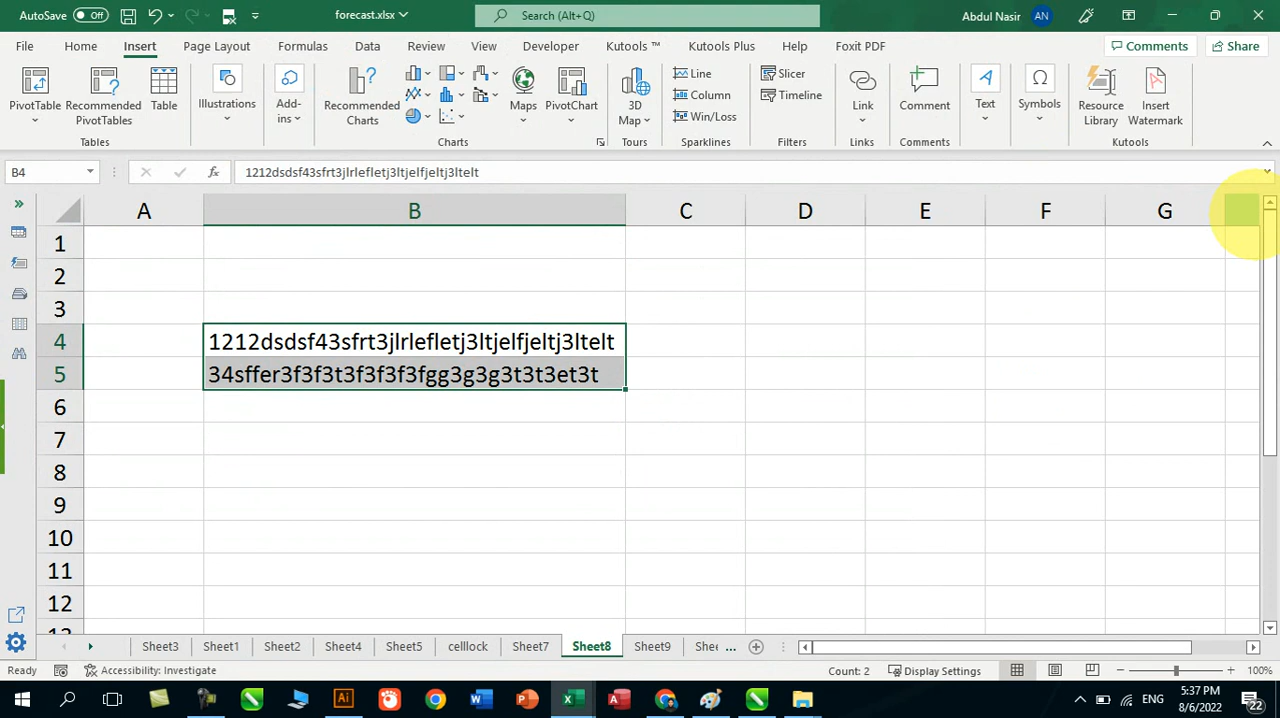 AutoSave Off forecast.xlsx Search (Alt+Q) Abdul Nasir AN
File Home Insert Page Layout Formulas Data Review View Developer Kutools ™ Kutools Plus Help Foxit PDF Comments Share
PivotTable Recommended PivotTables Table Illustrations Add-ins Recommended Charts Maps PivotChart 3D Map Line Column Win/Loss Slicer Timeline Link Comment Text Symbols Resource Library Insert Watermark
Tables Charts Tours Sparklines Filters Comments Kutools
B4 fx 1212dsdsf43sfrt3jlrlefletj3ltjelfjeltj3ltelt
A B C D E F G
1
2
3
4 1212dsdsf43sfrt3jlrlefletj3ltjelfjeltj3ltelt
5 34sffer3f3f3t3f3f3f3fgg3g3g3t3t3et3t
6
7
8
9
10
11
12
13
Sheet3 Sheet1 Sheet2 Sheet4 Sheet5 celllock Sheet7 Sheet8 Sheet9 She ...
Ready Accessibility: Investigate Count: 2 Display Settings 100%
ENG 5:37 PM
8/6/2022 22